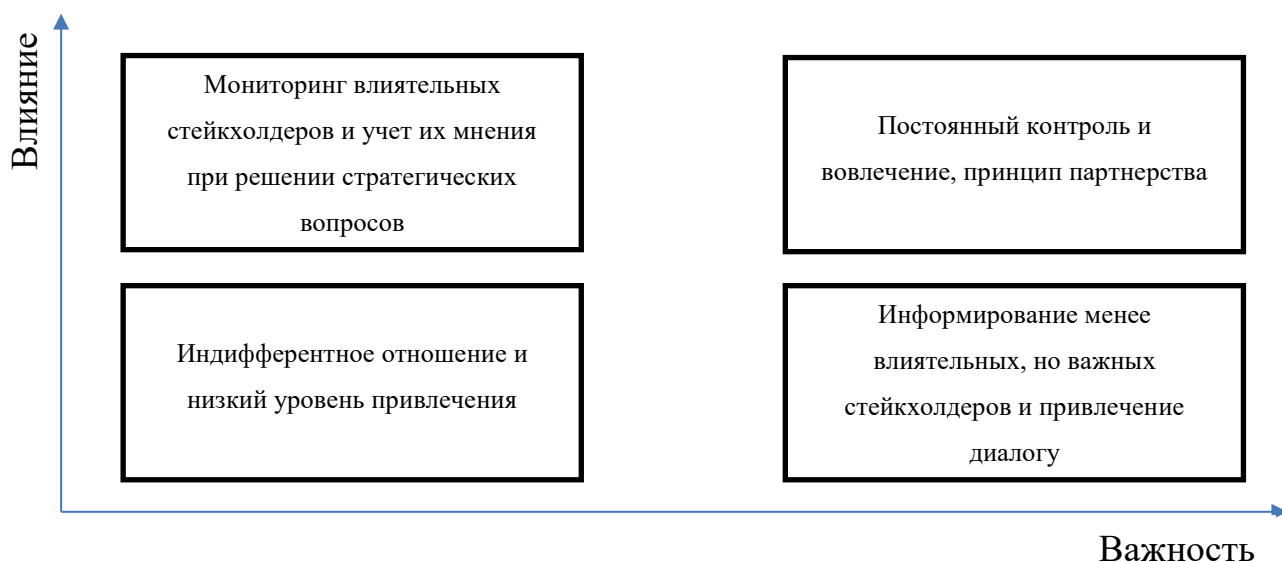 Влияние
Мониторинг влиятельных
стейкхолдеров и учет их мнения
при решении стратегических
вопросов
Постоянный контроль и
вовлечение, принцип партнерства
Индифферентное отношение и
низкий уровень привлечения
Информирование менее
влиятельных, но важных
стейкхолдеров и привлечение
диалогу
Важность